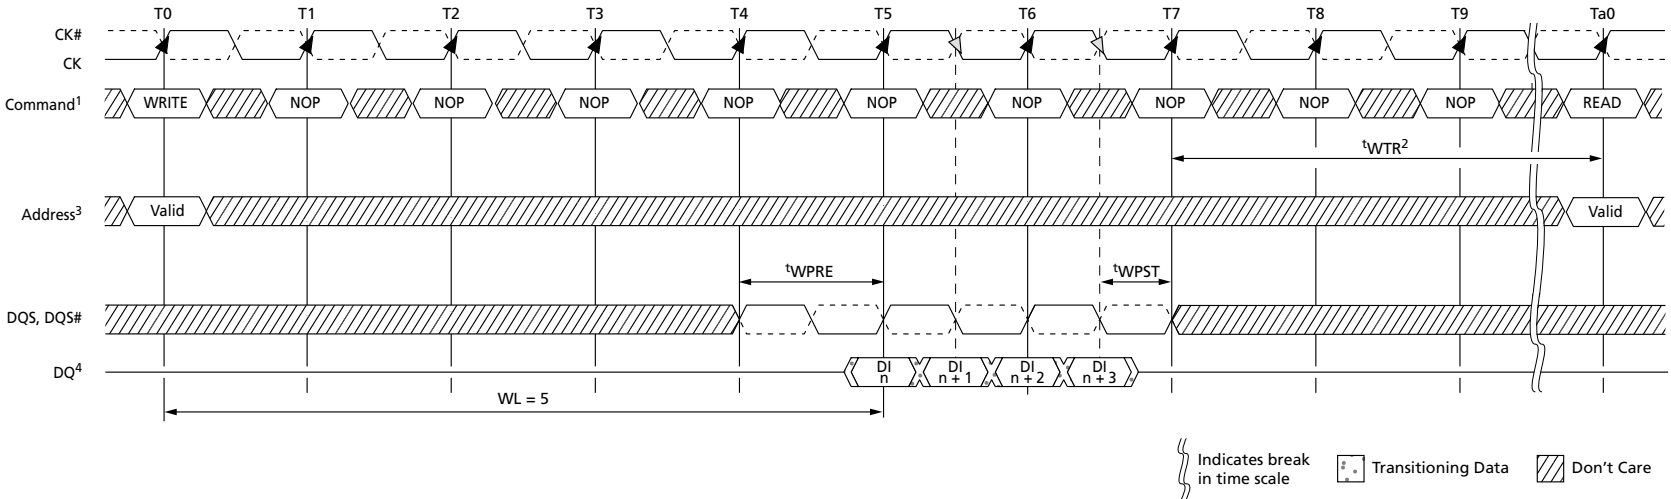 T0 T1 T2 T3 T4 T5 T6 T7 T8 T9 Ta0
CK#
CK
Command1 WRITE NOP NOP NOP NOP NOP NOP NOP NOP NOP READ
tWTR2
Address3 Valid Valid
tWPRE tWPST
DQS, DQS#
DQ4 DI n DI n + 1 DI n + 2 DI n + 3
WL = 5
Indicates break
in time scale
Transitioning Data
Don't Care